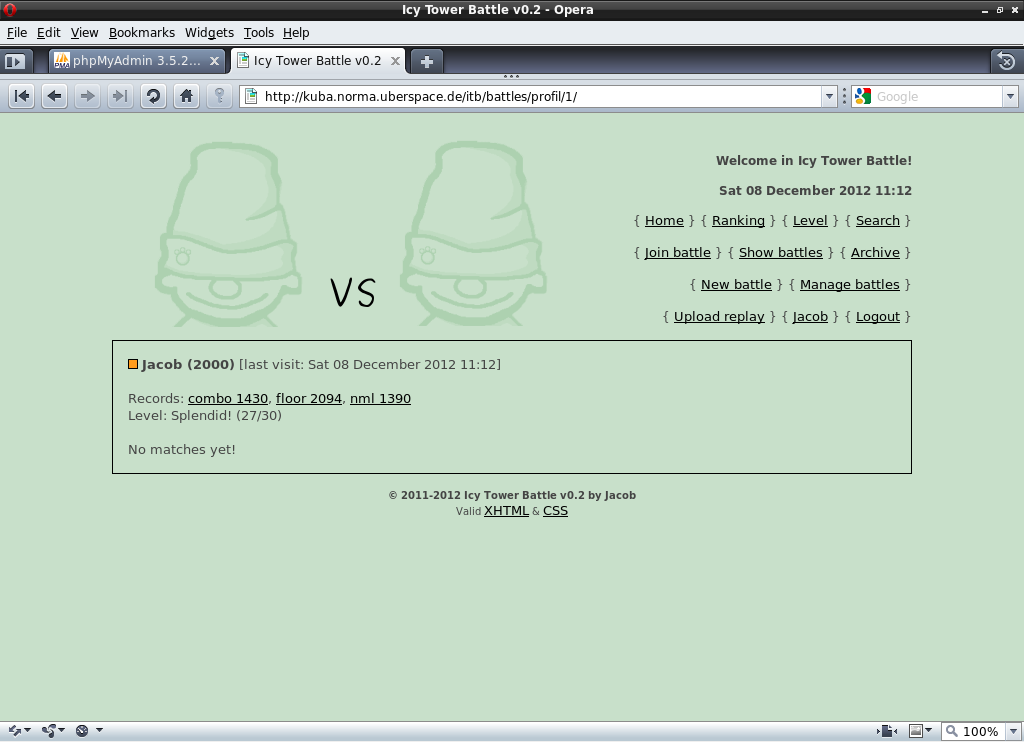 Icy Tower Battle v0.2 - Opera
File Edit View Bookmarks Widgets Tools Help
PMA phpMyAdmin 3.5.2... Icy Tower Battle v0.2
http://kuba.norma.uberspace.de/itb/battles/profil/1/ Google
Welcome in Icy Tower Battle!
Sat 08 December 2012 11:12
{ Home } { Ranking } { Level } { Search }
{ Join battle } { Show battles } { Archive }
{ New battle } { Manage battles }
{ Upload replay } { Jacob } { Logout }
VS
Jacob (2000) [last visit: Sat 08 December 2012 11:12]
Records: combo 1430, floor 2094, nml 1390
Level: Splendid! (27/30)
No matches yet!
© 2011-2012 Icy Tower Battle v0.2 by Jacob
Valid XHTML & CSS
100%